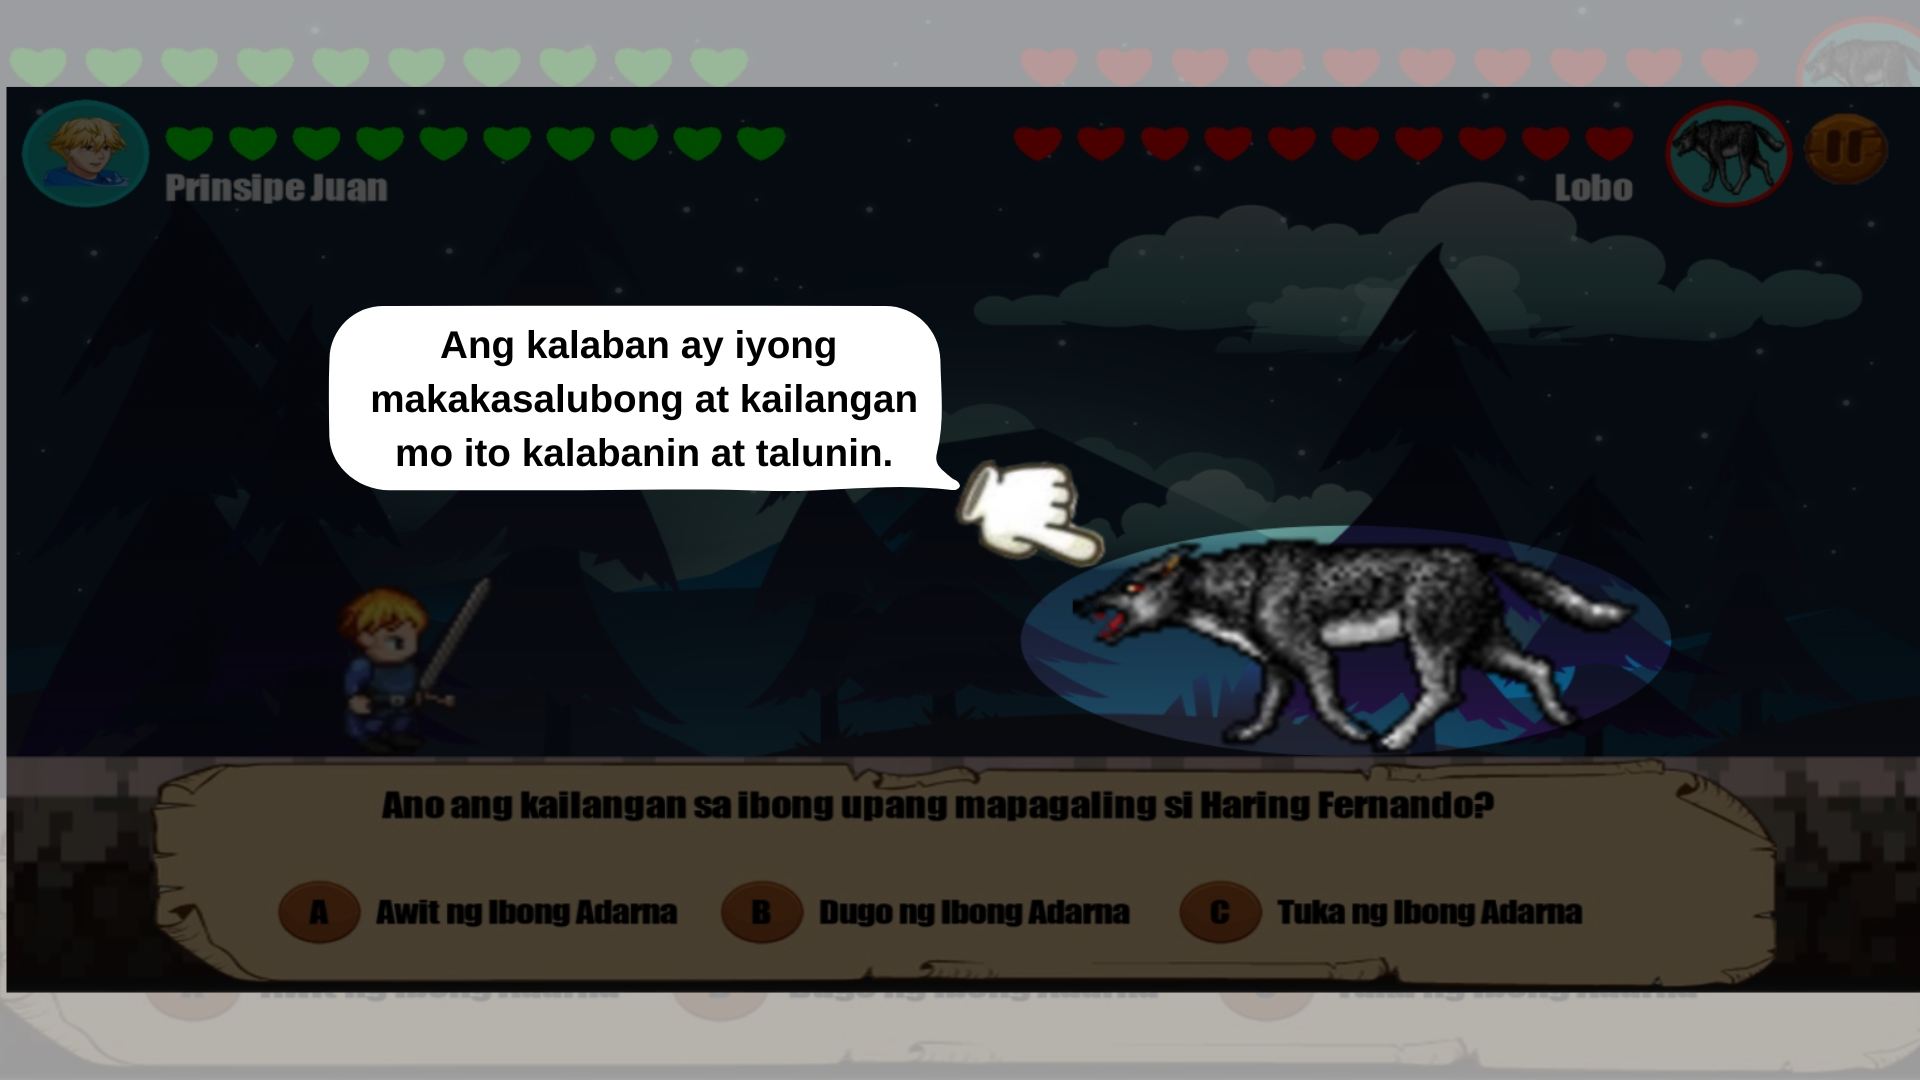 Prinsipe Juan
Lobo
Ang kalaban ay iyong
makakasalubong at kailangan
mo ito kalabanin at talunin.
Ano ang kailangan sa ibong upang mapagaling si Haring Fernando?
A Awit ng Ibong Adarna B Dugo ng Ibong Adarna C Tuka ng Ibong Adarna